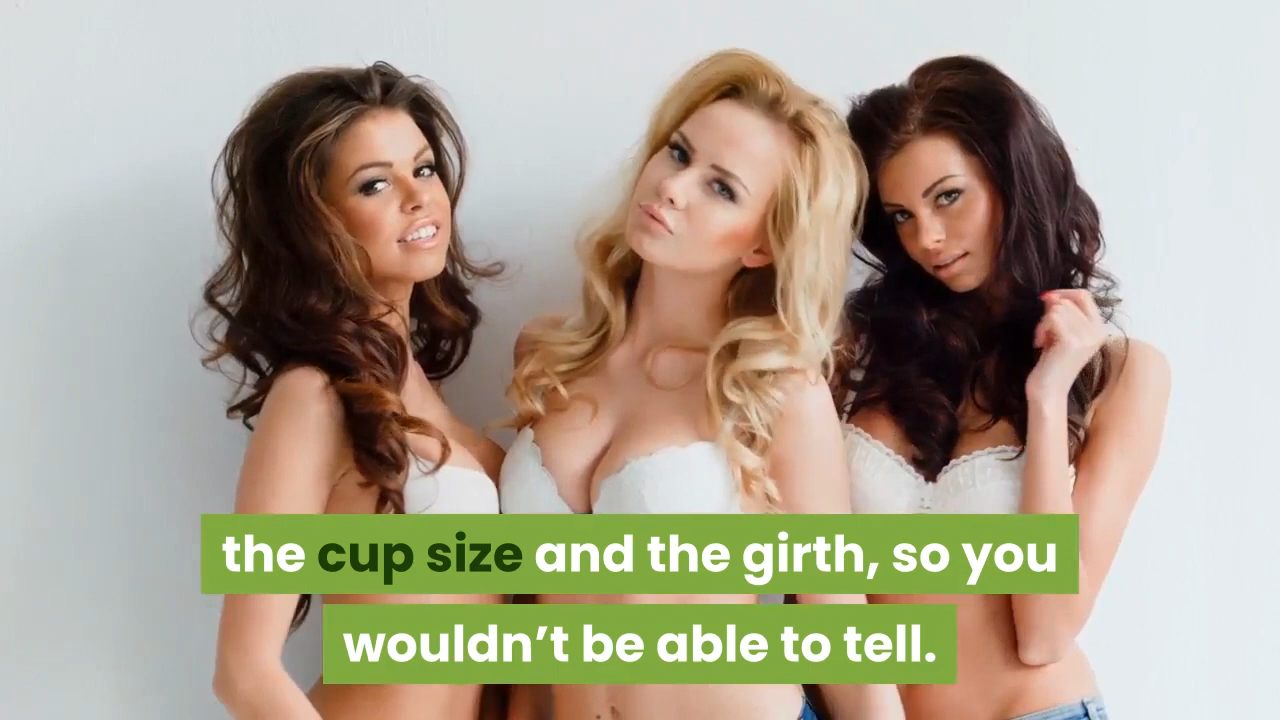 the cup size and the girth, so you
wouldn’t be able to tell.